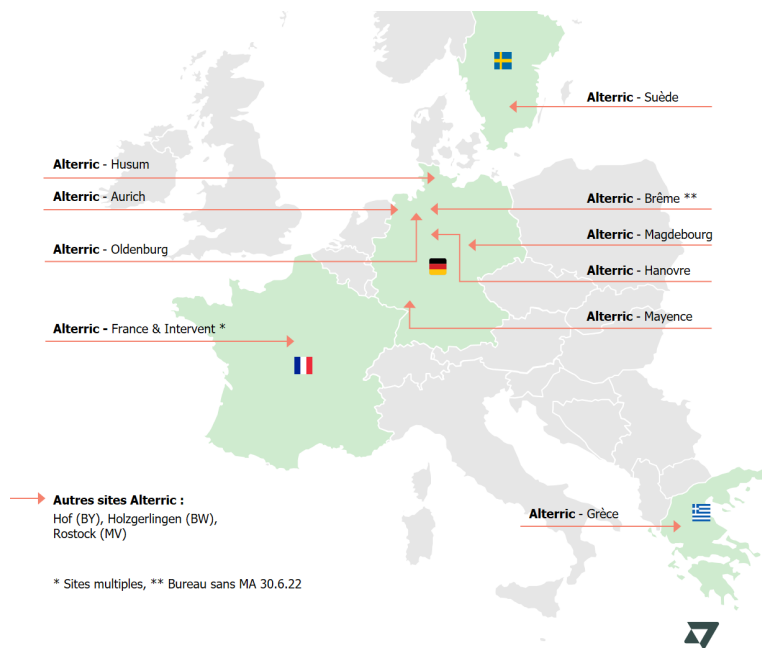 Alterric - Suède
Alterric - Husum
Alterric - Aurich
Alterric - Brême **
Alterric - Magdebourg
Alterric - Oldenburg
Alterric - Hanovre
Alterric - Mayence
Alterric - France & Intervent *
Autres sites Alterric :
Hof (BY), Holzgerlingen (BW),
Rostock (MV)
Alterric - Grèce
* Sites multiples, ** Bureau sans MA 30.6.22